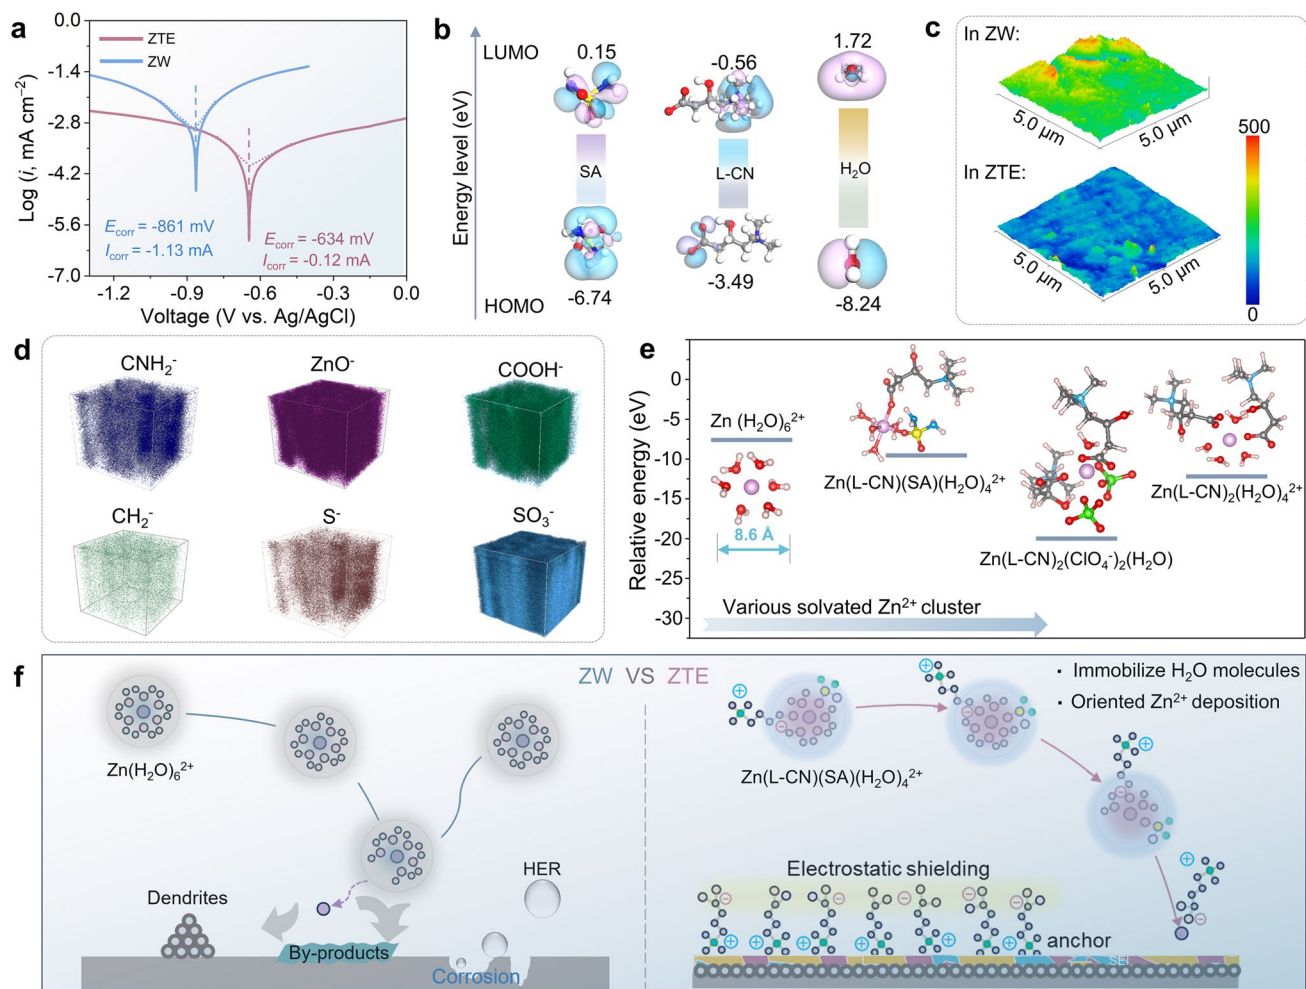 a
0.0
-1.4
-2.8
-4.2
-5.6
-7.0
Log (i, mA cm⁻²)
ZTE
ZW
E_corr = -861 mV
I_corr = -1.13 mA
E_corr = -634 mV
I_corr = -0.12 mA
-1.2 -0.9 -0.6 -0.3 0.0
Voltage (V vs. Ag/AgCl)
b
Energy level (eV)
LUMO
0.15
-0.56
1.72
SA
L-CN
H₂O
-6.74
-3.49
-8.24
HOMO
c
In ZW:
5.0 μm
5.0 μm
In ZTE:
5.0 μm
5.0 μm
500
0
d
CNH₂⁻
ZnO⁻
COOH⁻
CH₂⁻
S⁻
SO₃⁻
e
Relative energy (eV)
0
-5
-10
-15
-20
-25
-30
Zn (H₂O)₆²⁺
8.6 Å
Zn(L-CN)(SA)(H₂O)₄²⁺
Zn(L-CN)₂(ClO₄⁻)₂(H₂O)
Zn(L-CN)₂(H₂O)₄²⁺
Various solvated Zn²⁺ cluster
f
ZW VS ZTE
Zn(H₂O)₆²⁺
Dendrites
By-products
HER
Corrosion
▪ Immobilize H₂O molecules
▪ Oriented Zn²⁺ deposition
Zn(L-CN)(SA)(H₂O)₄²⁺
Electrostatic shielding
anchor
SEI